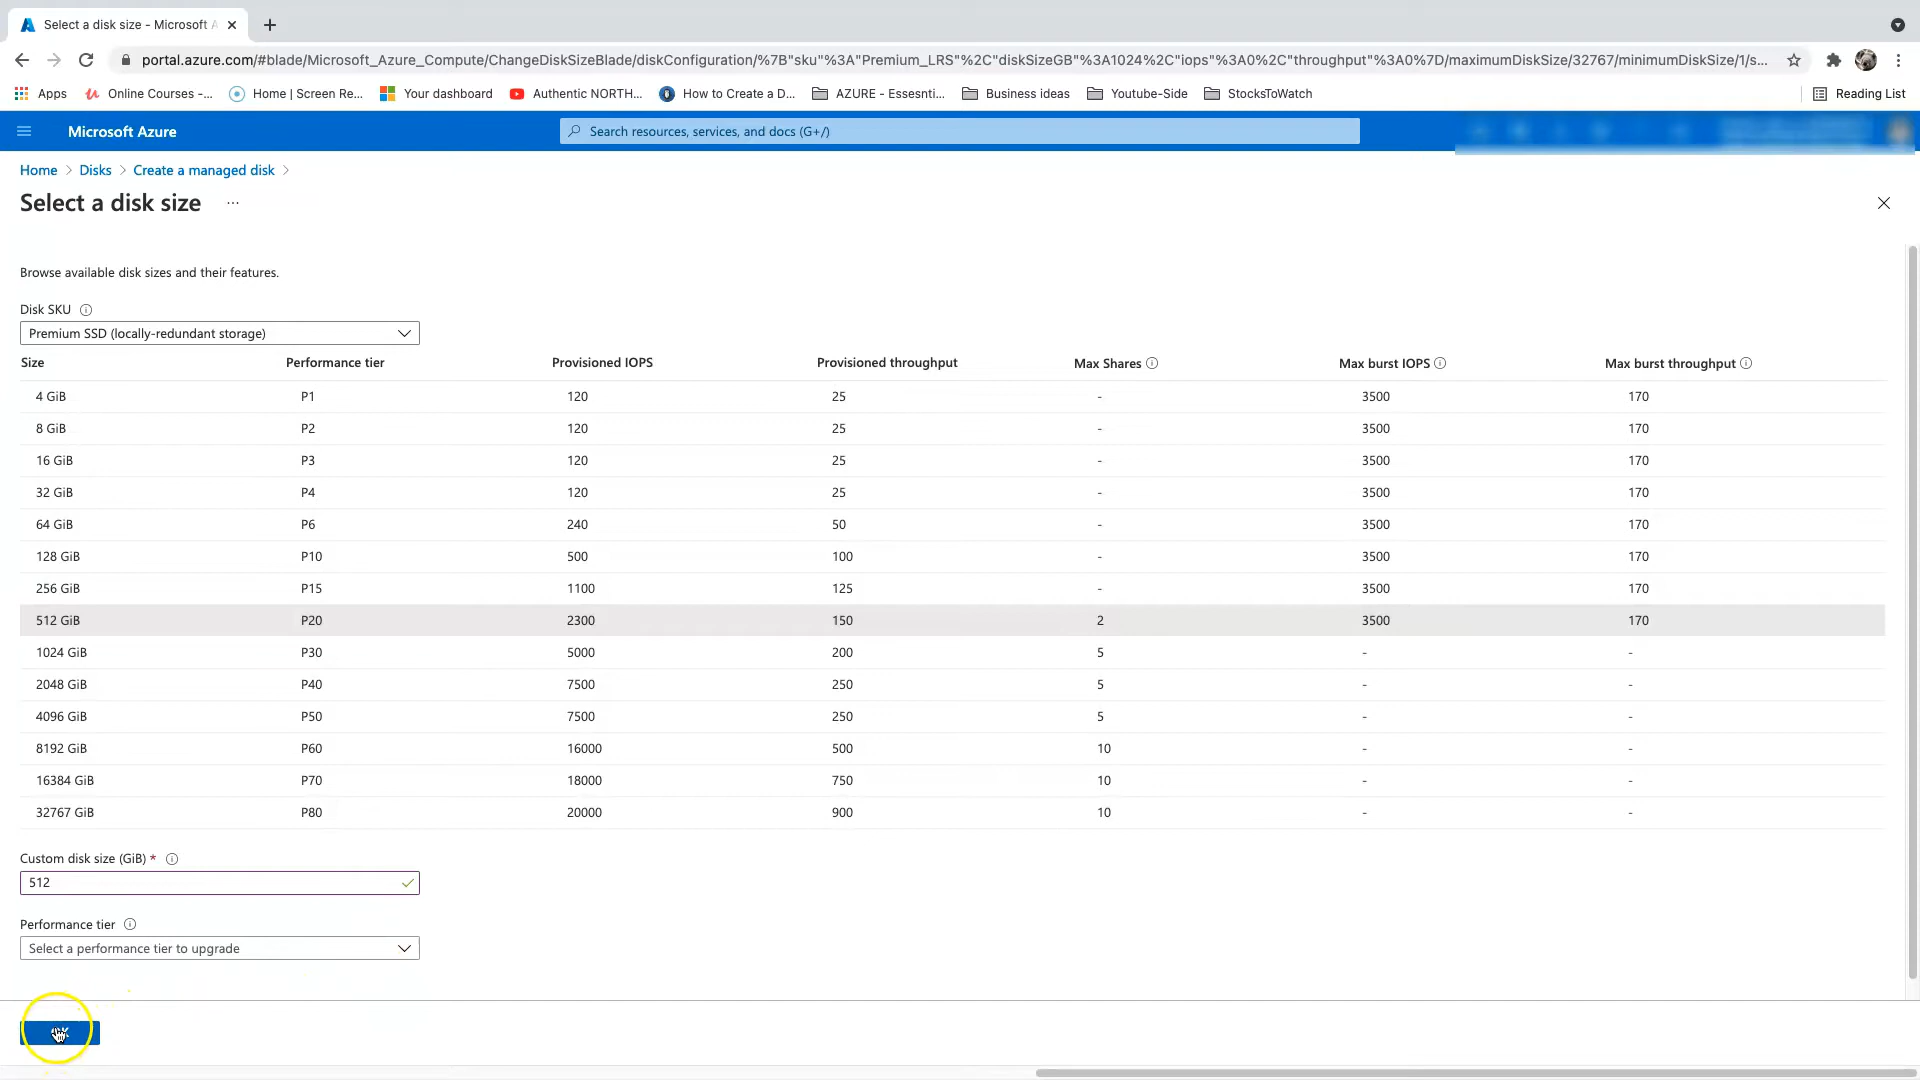 Select a disk size - Microsoft A
portal.azure.com/#blade/Microsoft_Azure_Compute/ChangeDiskSizeBlade/diskConfiguration/%7B"sku"%3A"Premium_LRS"%2C"diskSizeGB"%3A1024%2C"iops"%3A0%2C"throughput"%3A0%7D/maximumDiskSize/32767/minimumDiskSize/1/s...
Apps Online Courses -... Home | Screen Re... Your dashboard Authentic NORTH... How to Create a D... AZURE - Essesnti... Business ideas Youtube-Side StocksToWatch Reading List
Microsoft Azure Search resources, services, and docs (G+/)
Home > Disks > Create a managed disk >
Select a disk size ...
Browse available disk sizes and their features.
Disk SKU
Premium SSD (locally-redundant storage)
Size Performance tier Provisioned IOPS Provisioned throughput Max Shares Max burst IOPS Max burst throughput
4 GiB P1 120 25 - 3500 170
8 GiB P2 120 25 - 3500 170
16 GiB P3 120 25 - 3500 170
32 GiB P4 120 25 - 3500 170
64 GiB P6 240 50 - 3500 170
128 GiB P10 500 100 - 3500 170
256 GiB P15 1100 125 - 3500 170
512 GiB P20 2300 150 2 3500 170
1024 GiB P30 5000 200 5 - -
2048 GiB P40 7500 250 5 - -
4096 GiB P50 7500 250 5 - -
8192 GiB P60 16000 500 10 - -
16384 GiB P70 18000 750 10 - -
32767 GiB P80 20000 900 10 - -
Custom disk size (GiB) *
512
Performance tier
Select a performance tier to upgrade